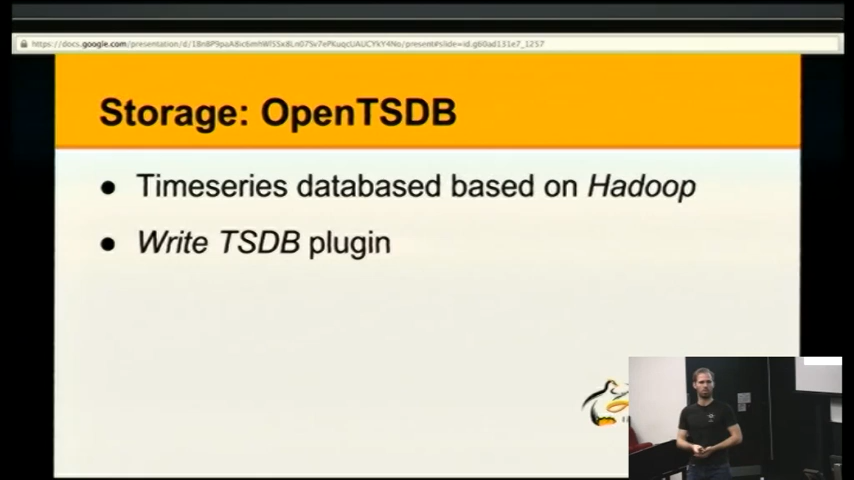 Storage: OpenTSDB
● Timeseries databased based on Hadoop
● Write TSDB plugin